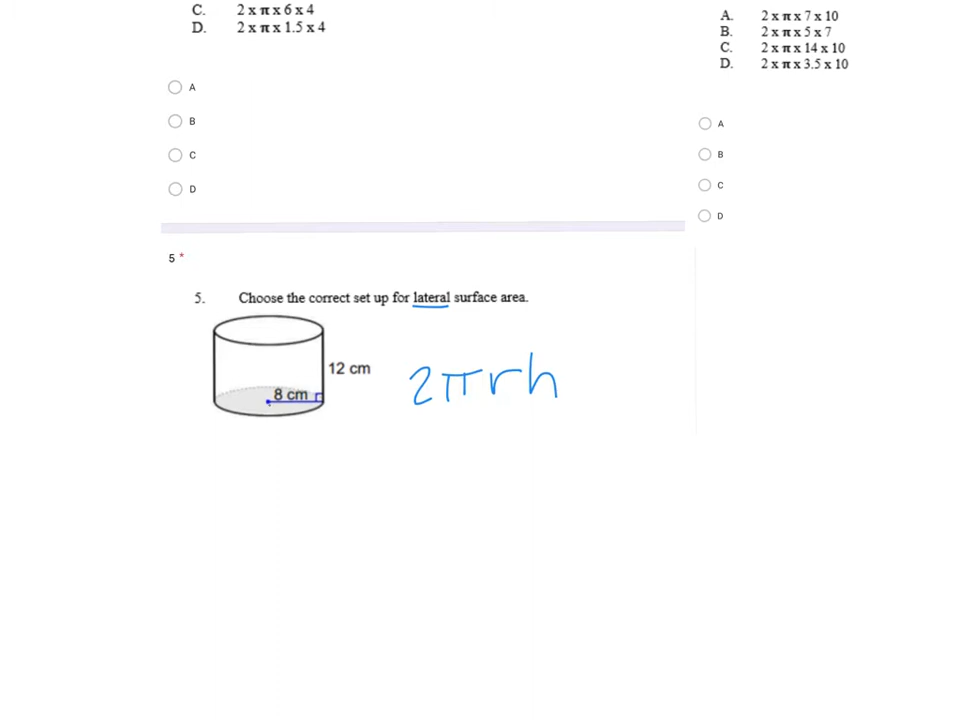 C. 2 x π x 6 x 4
D. 2 x π x 1.5 x 4
A
B
C
D
A. 2 x π x 7 x 10
B. 2 x π x 5 x 7
C. 2 x π x 14 x 10
D. 2 x π x 3.5 x 10
A
B
C
D
5 *
5. Choose the correct set up for lateral surface area.
12 cm
8 cm
2πrh